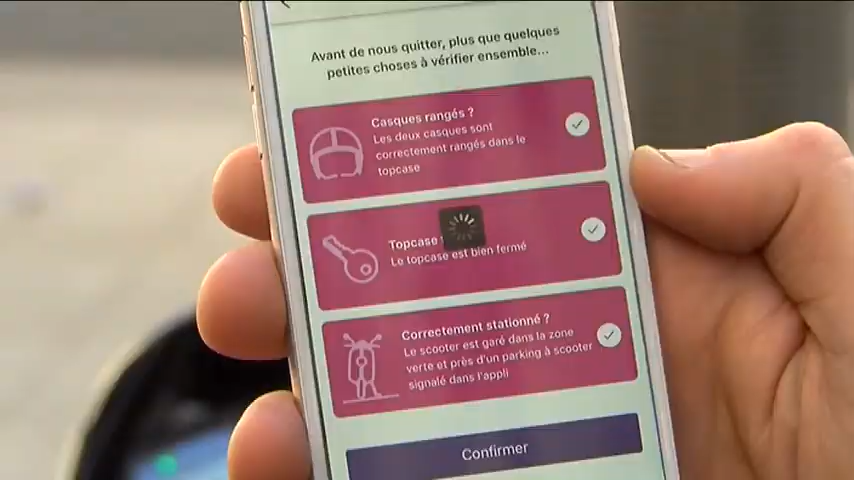 Avant de nous quitter, plus que quelques
petites choses à vérifier ensemble...
Casques rangés ?
Les deux casques sont
correctement rangés dans le
topcase
Topcase
Le topcase est bien fermé
Correctement stationné ?
Le scooter est garé dans la zone
verte et près d'un parking à scooter
signalé dans l'appli
Confirmer